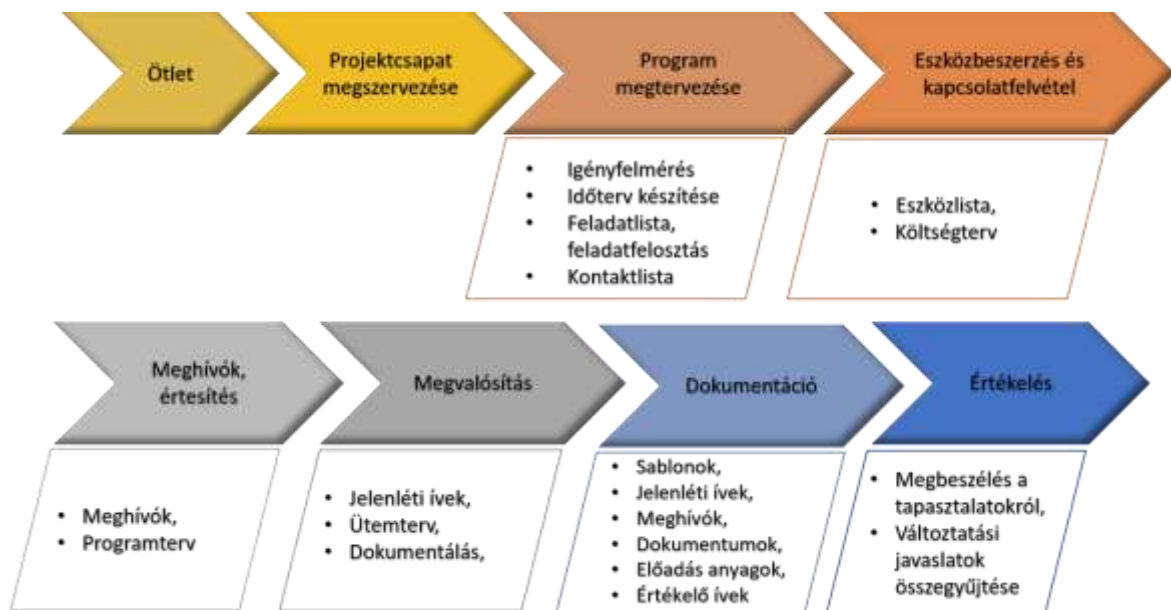 Ötlet
Projektcsapat
megszervezése
Program
megtervezése
Eszközbeszerzés és
kapcsolatfelvétel
• Igényfelmérés
• Időterv készítése
• Feladatlista,
feladatfelosztás
• Kontaktlista
• Eszközlista,
• Költségterv
Meghívók,
értesítés
Megvalósítás
Dokumentáció
Értékelés
• Meghívók,
• Programterv
• Jelenléti ívek,
• Ütemterv,
• Dokumentálás,
• Sablonok,
• Jelenléti ívek,
• Meghívók,
• Dokumentumok,
• Előadás anyagok,
• Értékelő ívek
• Megbeszélés a
tapasztalatokról,
• Változtatási
javaslatok
összegyűjtése